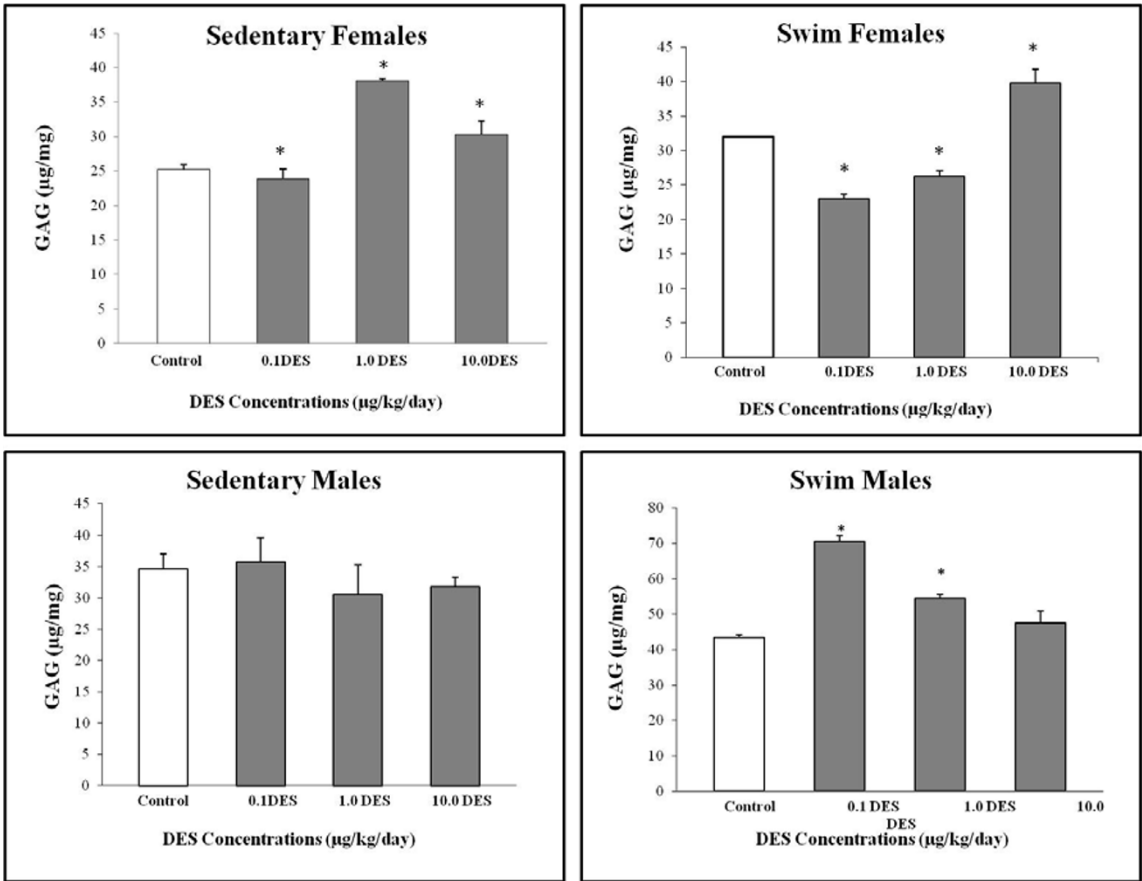 Sedentary Females
GAG (µg/mg)
45
40
35
30
25
20
15
10
5
0
*
*
*
Control 0.1DES 1.0 DES 10.0DES
DES Concentrations (µg/kg/day)
Swim Females
GAG (µg/mg)
45
40
35
30
25
20
15
10
5
0
*
*
*
Control 0.1DES 1.0 DES 10.0 DES
DES Concentrations (µg/kg/day)
Sedentary Males
GAG (µg/mg)
45
40
35
30
25
20
15
10
5
0
Control 0.1DES 1.0 DES 10.0 DES
DES Concentrations (µg/kg/day)
Swim Males
GAG (µg/mg)
80
70
60
50
40
30
20
10
0
*
*
Control 0.1 DES 1.0 DES 10.0
DES
DES Concentrations (µg/kg/day)